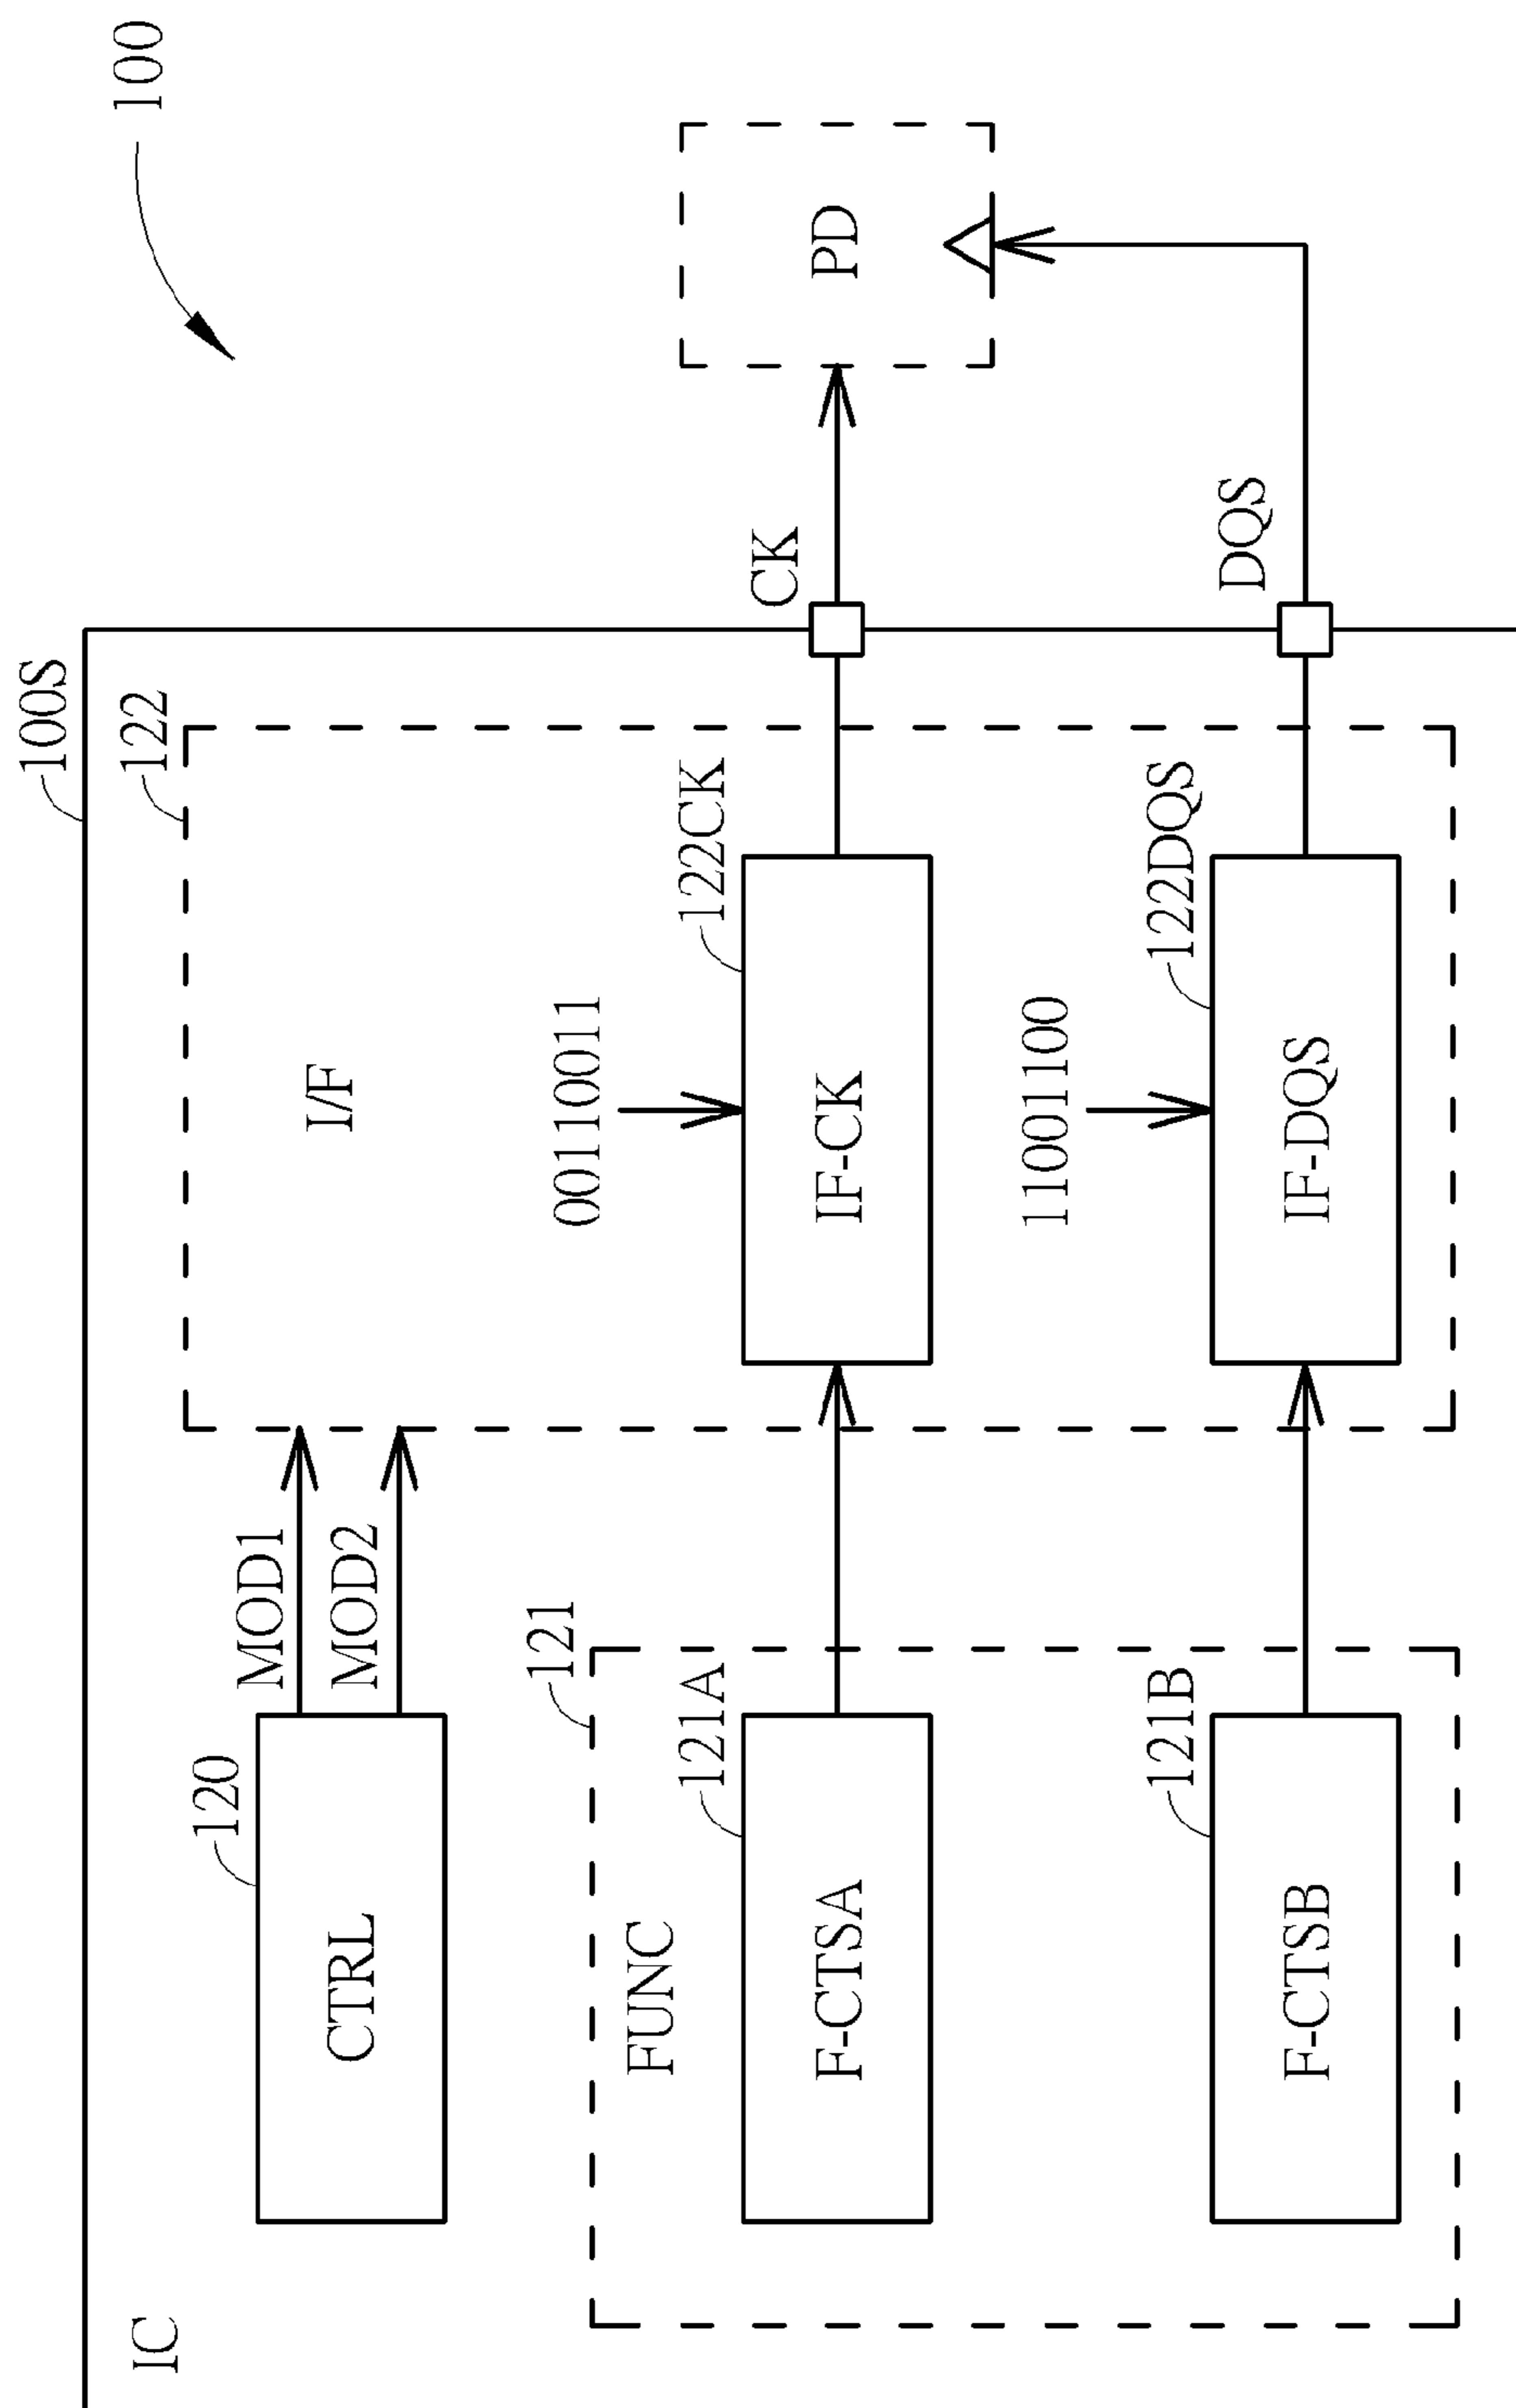 100
100S
IC
120
CTRL
MOD1
MOD2
122
I/F
121
FUNC
121A
F-CTSA
00110011
122CK
IF-CK
CK
PD
121B
F-CTSB
11001100
122DQS
IF-DQS
DQS